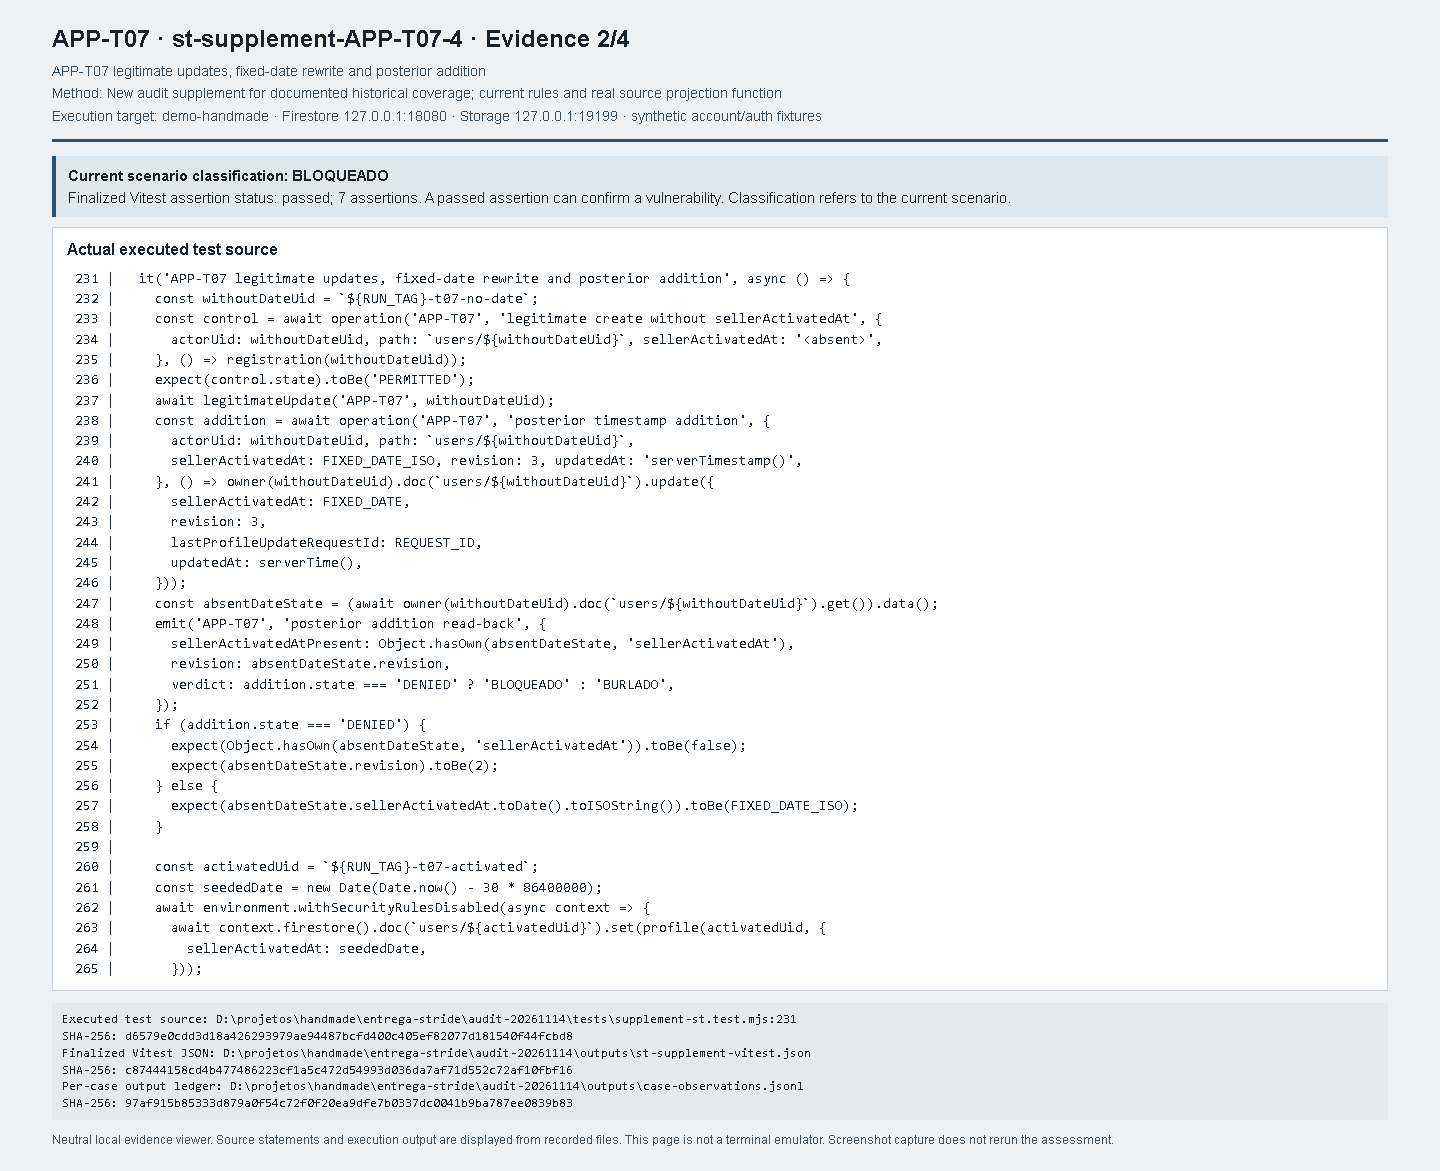 APP-T07 · st-supplement-APP-T07-4 · Evidence 2/4
APP-T07 legitimate updates, fixed-date rewrite and posterior addition
Method: New audit supplement for documented historical coverage; current rules and real source projection function
Execution target: demo-handmade · Firestore 127.0.0.1:18080 · Storage 127.0.0.1:19199 · synthetic account/auth fixtures
Current scenario classification: BLOQUEADO
Finalized Vitest assertion status: passed; 7 assertions. A passed assertion can confirm a vulnerability. Classification refers to the current scenario.
Actual executed test source
231 |   it('APP-T07 legitimate updates, fixed-date rewrite and posterior addition', async () => {
232 |     const withoutDateUid = `${RUN_TAG}-t07-no-date`;
233 |     const control = await operation('APP-T07', 'legitimate create without sellerActivatedAt', {
234 |       actorUid: withoutDateUid, path: `users/${withoutDateUid}`, sellerActivatedAt: '<absent>',
235 |     }, () => registration(withoutDateUid));
236 |     expect(control.state).toBe('PERMITTED');
237 |     await legitimateUpdate('APP-T07', withoutDateUid);
238 |     const addition = await operation('APP-T07', 'posterior timestamp addition', {
239 |       actorUid: withoutDateUid, path: `users/${withoutDateUid}`,
240 |       sellerActivatedAt: FIXED_DATE_ISO, revision: 3, updatedAt: 'serverTimestamp()',
241 |     }, () => owner(withoutDateUid).doc(`users/${withoutDateUid}`).update({
242 |       sellerActivatedAt: FIXED_DATE,
243 |       revision: 3,
244 |       lastProfileUpdateRequestId: REQUEST_ID,
245 |       updatedAt: serverTime(),
246 |     }));
247 |     const absentDateState = (await owner(withoutDateUid).doc(`users/${withoutDateUid}`).get()).data();
248 |     emit('APP-T07', 'posterior addition read-back', {
249 |       sellerActivatedAtPresent: Object.hasOwn(absentDateState, 'sellerActivatedAt'),
250 |       revision: absentDateState.revision,
251 |       verdict: addition.state === 'DENIED' ? 'BLOQUEADO' : 'BURLADO',
252 |     });
253 |     if (addition.state === 'DENIED') {
254 |       expect(Object.hasOwn(absentDateState, 'sellerActivatedAt')).toBe(false);
255 |       expect(absentDateState.revision).toBe(2);
256 |     } else {
257 |       expect(absentDateState.sellerActivatedAt.toDate().toISOString()).toBe(FIXED_DATE_ISO);
258 |     }
259 |
260 |     const activatedUid = `${RUN_TAG}-t07-activated`;
261 |     const seededDate = new Date(Date.now() - 30 * 86400000);
262 |     await environment.withSecurityRulesDisabled(async context => {
263 |       await context.firestore().doc(`users/${activatedUid}`).set(profile(activatedUid, {
264 |         sellerActivatedAt: seededDate,
265 |       }));
Executed test source: D:\projetos\handmade\entrega-stride\audit-20261114\tests\supplement-st.test.mjs:231
SHA-256: d6579e0cdd3d18a426293979ae94487bcfd400c405ef82077d181540f44fcbd8
Finalized Vitest JSON: D:\projetos\handmade\entrega-stride\audit-20261114\outputs\st-supplement-vitest.json
SHA-256: c87444158cd4b477486223cf1a5c472d54993d036da7af71d552c72af10fbf16
Per-case output ledger: D:\projetos\handmade\entrega-stride\audit-20261114\outputs\case-observations.jsonl
SHA-256: 97af915b85333d879a0f54c72f0f20ea9dfe7b0337dc0041b9ba787ee0839b83
Neutral local evidence viewer. Source statements and execution output are displayed from recorded files. This page is not a terminal emulator. Screenshot capture does not rerun the assessment.